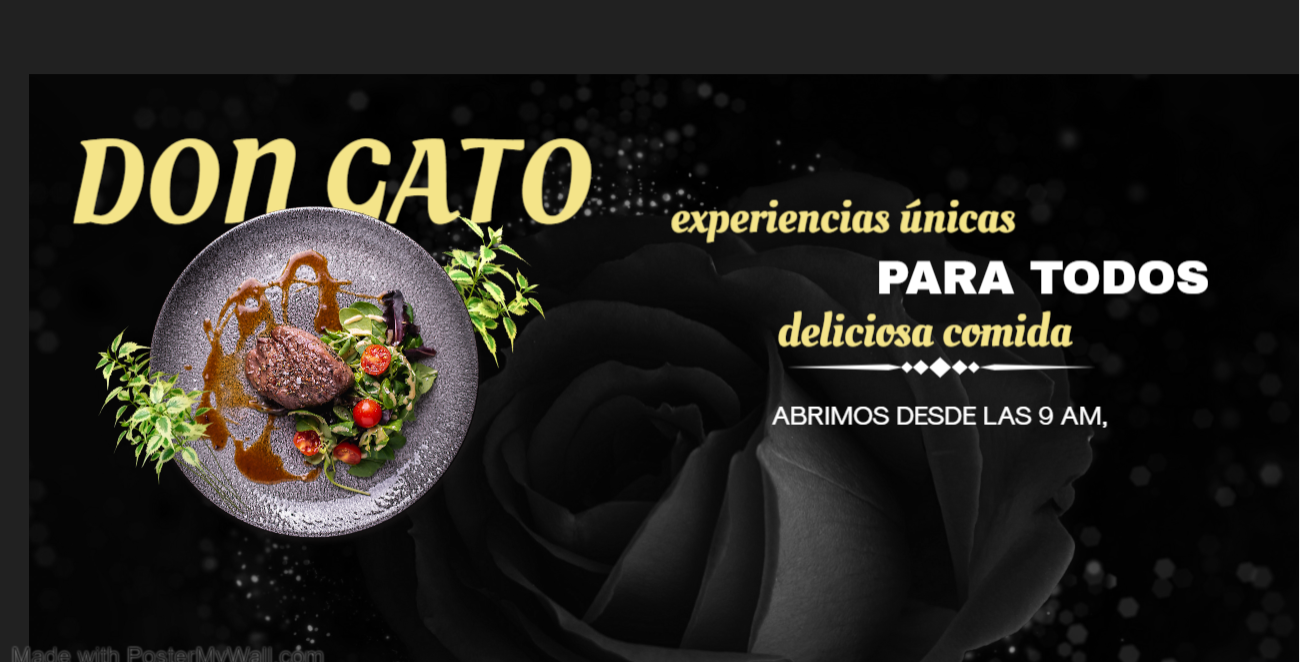 DON CATO
experiencias únicas
PARA TODOS
deliciosa comida
ABRIMOS DESDE LAS 9 AM,
Made with PosterMyWall.com